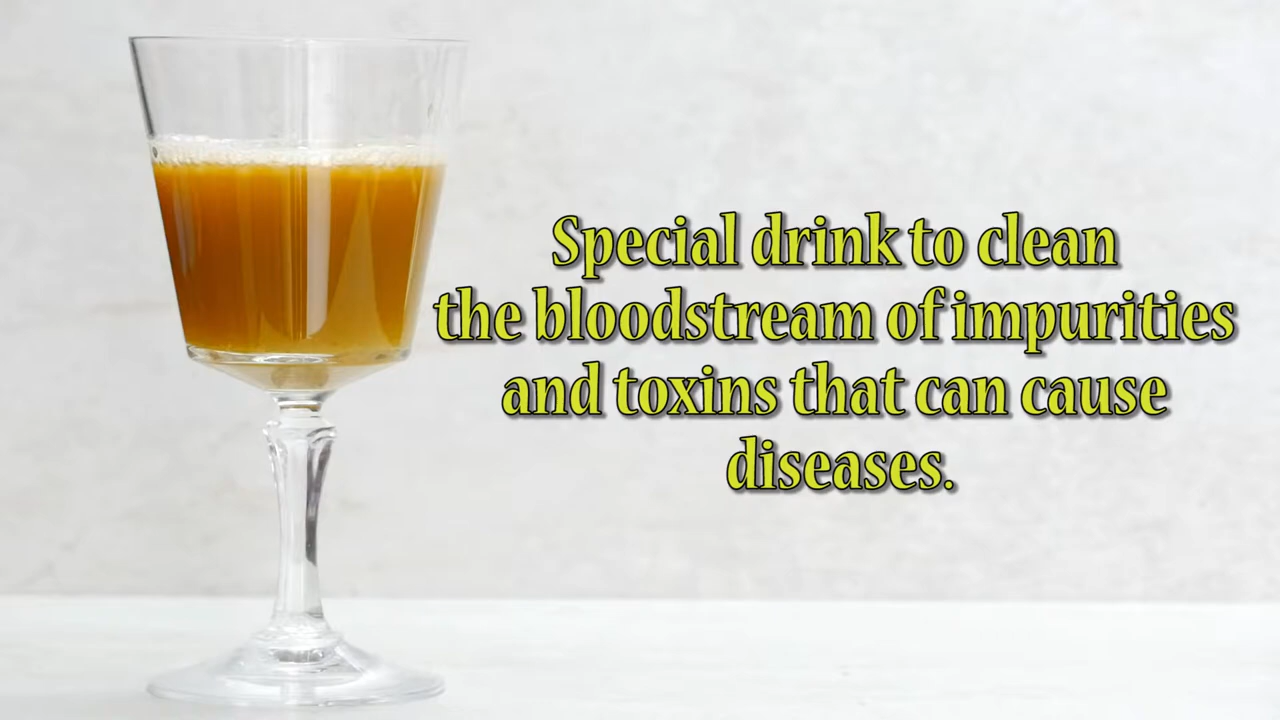 Special drink to clean
the bloodstream of impurities
and toxins that can cause
diseases.